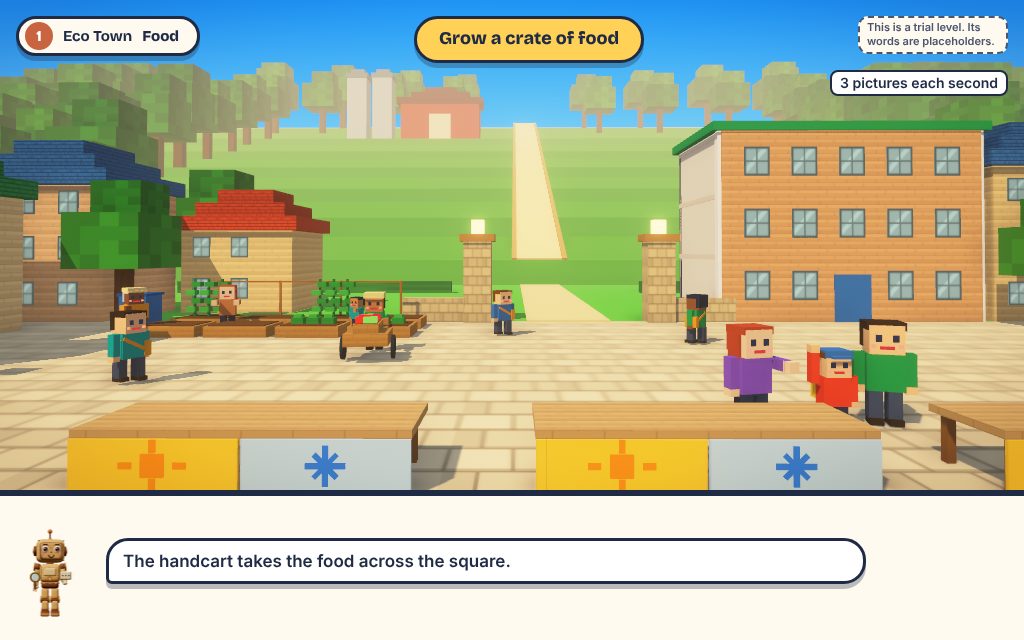 1 Eco Town Food
Grow a crate of food
This is a trial level. Its
words are placeholders.
3 pictures each second
The handcart takes the food across the square.